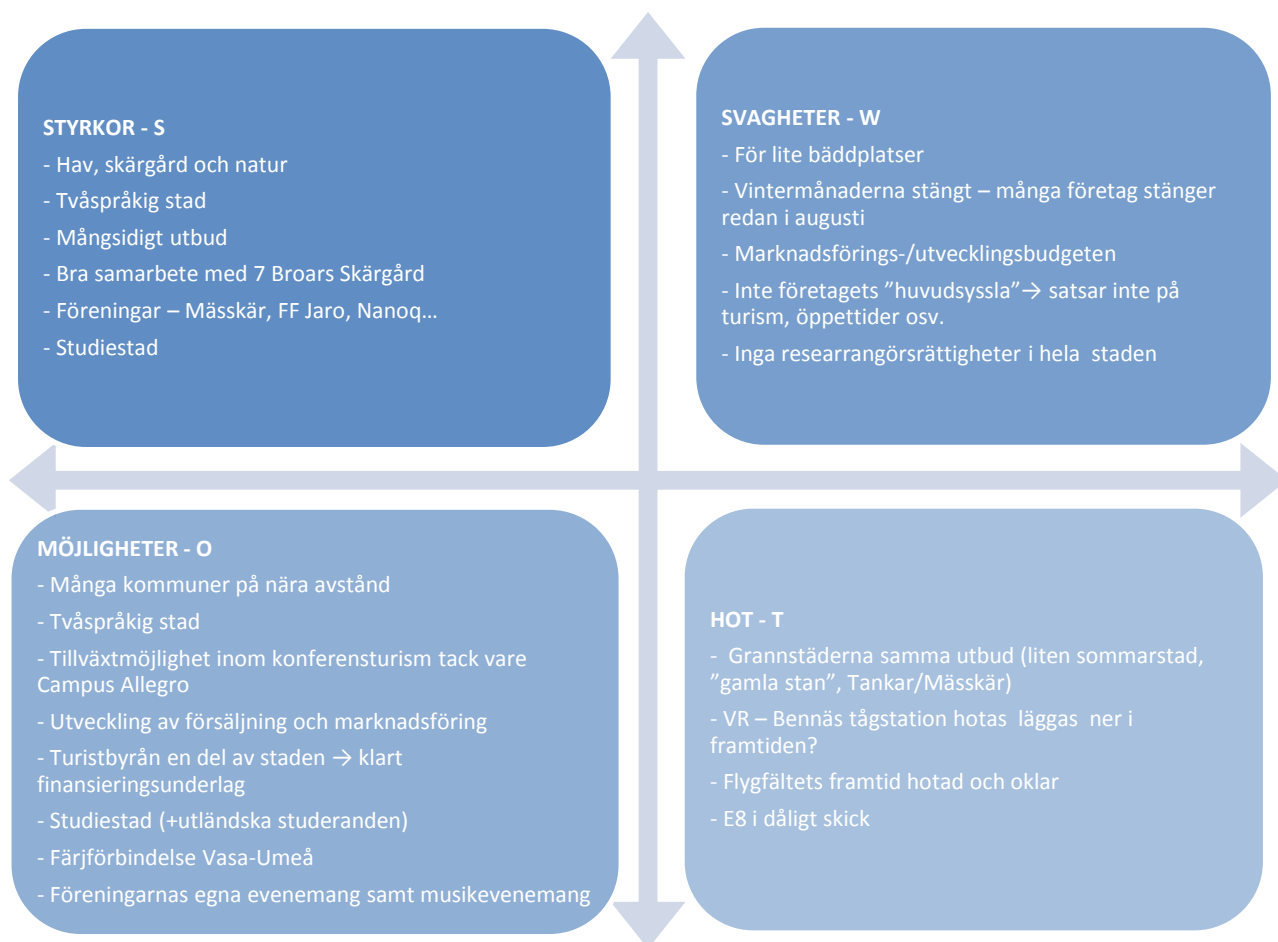 STYRKOR - S
- Hav, skärgård och natur
- Tvåspråkig stad
- Mångsidigt utbud
- Bra samarbete med 7 Broars Skärgård
- Föreningar – Mässkär, FF Jaro, Nanoq...
- Studiestad
SVAGHETER - W
- För lite bäddplatser
- Vintermånaderna stängt – många företag stänger
redan i augusti
- Marknadsförings-/utvecklingsbudgeten
- Inte företagets ”huvudsyssla”→ satsar inte på
turism, öppettider osv.
- Inga researrangörsrättigheter i hela  staden
MÖJLIGHETER - O
- Många kommuner på nära avstånd
- Tvåspråkig stad
- Tillväxtmöjlighet inom konferensturism tack vare
Campus Allegro
- Utveckling av försäljning och marknadsföring
- Turistbyrån en del av staden → klart
finansieringsunderlag
- Studiestad (+utländska studeranden)
- Färjförbindelse Vasa-Umeå
- Föreningarnas egna evenemang samt musikevenemang
HOT - T
-  Grannstäderna samma utbud (liten sommarstad,
”gamla stan”, Tankar/Mässkär)
- VR – Bennäs tågstation hotas  läggas  ner i
framtiden?
- Flygfältets framtid hotad och oklar
- E8 i dåligt skick